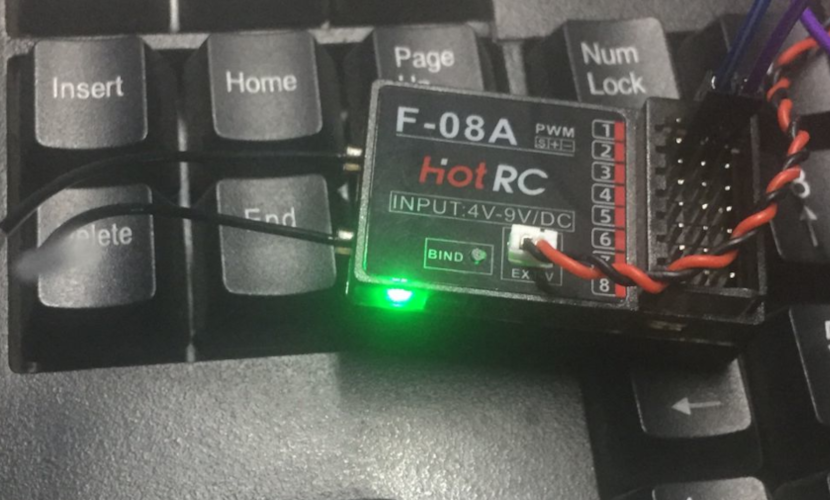 Insert
Home
Page
Num
Lock
F-08A
PWM
S+-
Hot RC
INPUT:4V-9V/DC
BIND
1
2
3
4
5
6
8
End